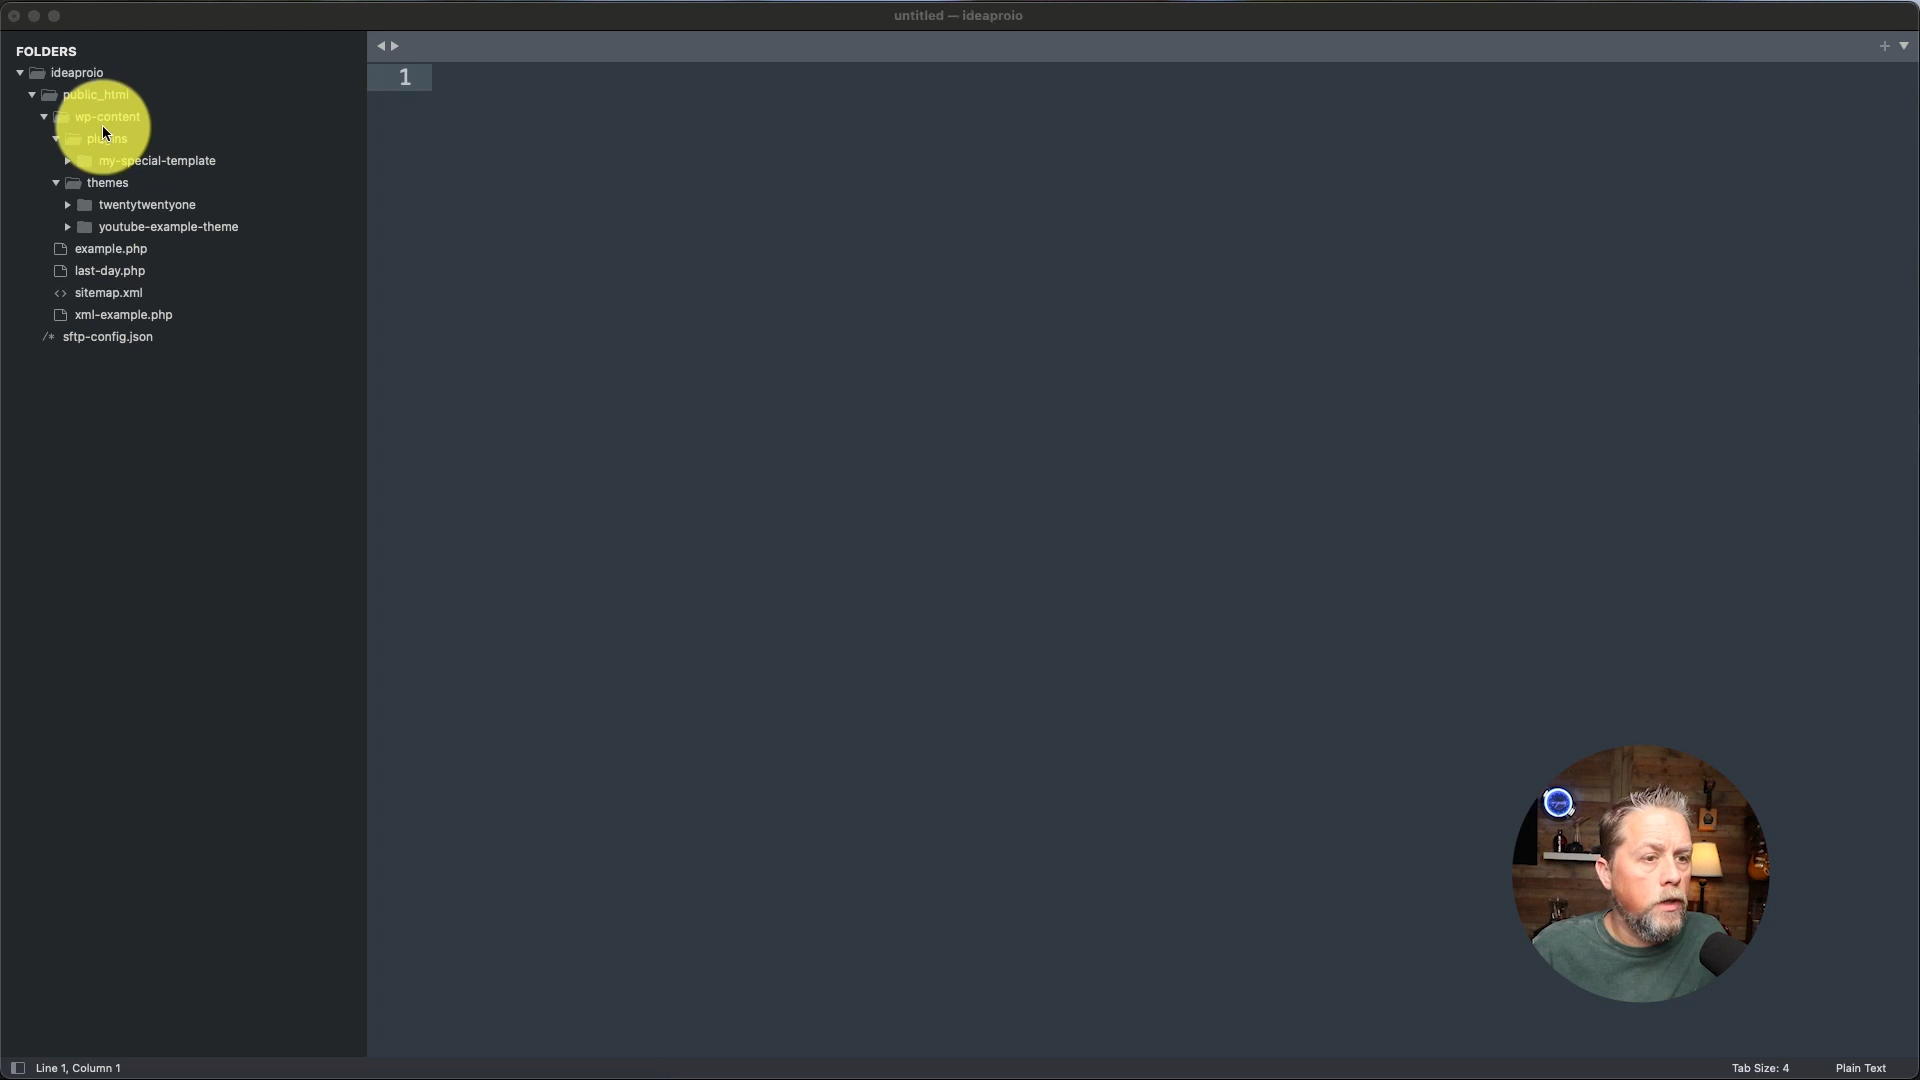 untitled — ideaproio
FOLDERS
ideaproio
public_html
wp-content
plugins
my-special-template
themes
twentytwentyone
youtube-example-theme
example.php
last-day.php
<> sitemap.xml
xml-example.php
/* sftp-config.json
1
Line 1, Column 1
Tab Size: 4
Plain Text